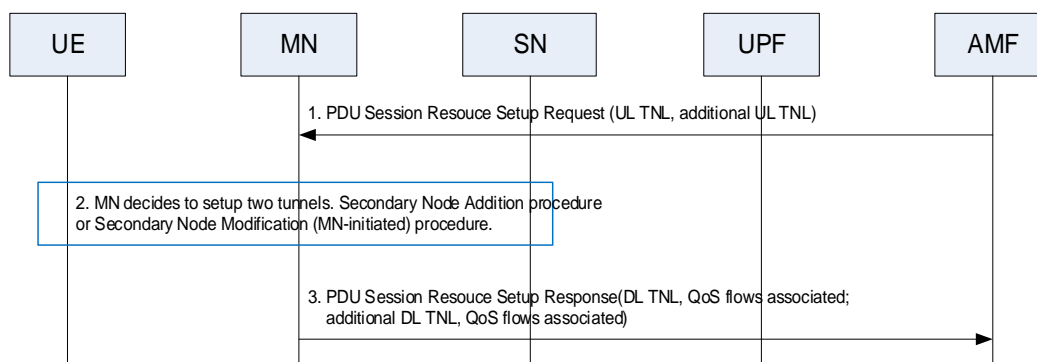 UE
MN
SN
UPF
AMF
1. PDU Session Resouce Setup Request (UL TNL, additional UL TNL)
2. MN decides to setup two tunnels. Secondary Node Addition procedure
or Secondary Node Modification (MN-initiated) procedure.
3. PDU Session Resouce Setup Response(DL TNL, QoS flows associated;
additional DL TNL, QoS flows associated)